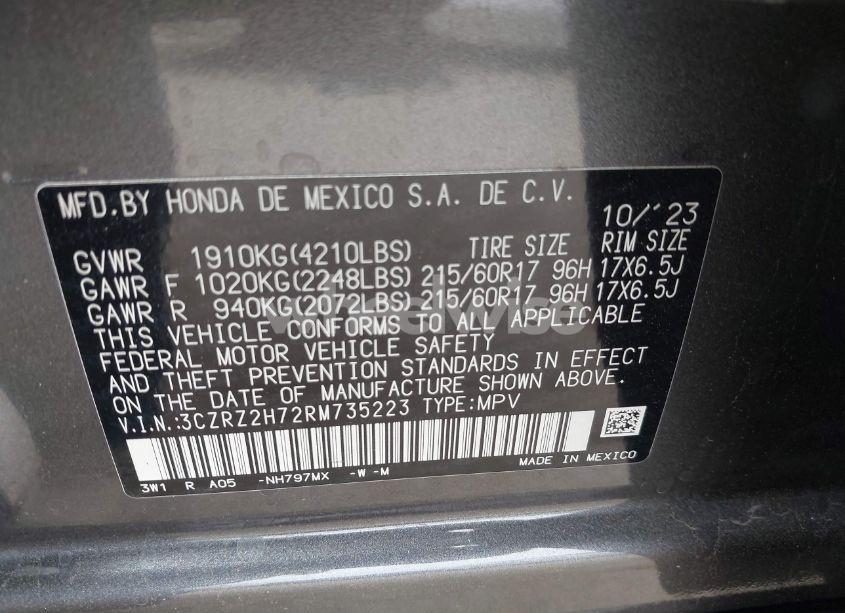 MFD.BY HONDA DE MEXICO S.A. DE C.V. 10/'23
GVWR 1910KG(4210LBS) TIRE SIZE RIM SIZE
GAWR F 1020KG(2248LBS) 215/60R17 96H 17X6.5J
GAWR R 940KG(2072LBS) 215/60R17 96H 17X6.5J
THIS VEHICLE CONFORMS TO ALL APPLICABLE
FEDERAL MOTOR VEHICLE SAFETY
AND THEFT PREVENTION STANDARDS IN EFFECT
ON THE DATE OF MANUFACTURE SHOWN ABOVE.
V.I.N.:3CZRZ2H72RM735223 TYPE:MPV
3W1 R A05 -NH797MX -W -M MADE IN MEXICO
wheelwise